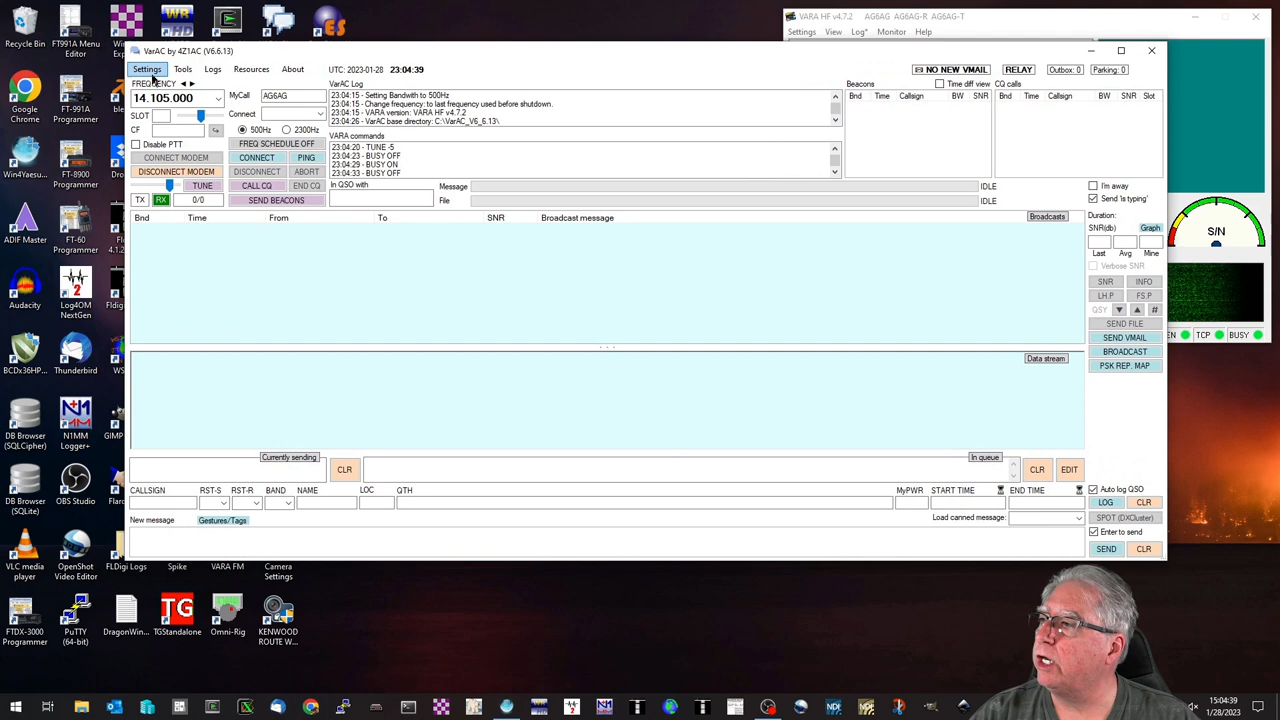 VARA HF v4.7.2 AG6AG AG6AG-R AG6AG-T
Settings View Log* Monitor Help
VarAC by 4Z1AC (V6.6.13)
Settings Tools Logs Resources About UTC: 2023-01-28 23:04:39 NO NEW VMAIL RELAY Outbox: 0 Parking: 0
FREQUENCY
14.105.000
MyCall AG6AG
Connect
SLOT
CF
500Hz 2300Hz
Disable PTT
FREQ SCHEDULE OFF
CONNECT MODEM
CONNECT PING
DISCONNECT MODEM
DISCONNECT ABORT
TUNE
CALL CQ END CQ
TX RX 0/0
SEND BEACONS
VarAC Log
23:04:15 - Setting Bandwith to 500Hz
23:04:15 - Change frequency: to last frequency used before shutdown.
23:04:15 - VARA version: VARA HF v4.7.2
23:04:26 - VarAC base directory: C:\VarAC_V6_6.13\
VARA commands
23:04:20 - TUNE -5
23:04:23 - BUSY OFF
23:04:29 - BUSY ON
23:04:33 - BUSY OFF
In QSO with
Message IDLE
File IDLE
Beacons Time diff view
Bnd Time Callsign BW SNR
CQ calls
Bnd Time Callsign BW SNR Slot
I'm away
Send 'is typing'
Bnd Time From To SNR Broadcast message
Broadcasts
Duration:
SNR(db) Graph
Last Avg Mine
Verbose SNR
SNR INFO
LH.P FS.P
QSY #
SEND FILE
SEND VMAIL
BROADCAST
PSK REP. MAP
Data stream
Currently sending
CLR
In queue
CLR EDIT
CALLSIGN RST-S RST-R BAND NAME LOC QTH MyPWR START TIME END TIME
Auto log QSO
LOG CLR
New message Gestures/Tags Load canned message:
SPOT (DXCluster)
Enter to send
SEND CLR
S/N
TCP BUSY
Recycle Bin
FT991A Menu
Editor
Google
Chrome
FT-991A
Programmer
Win4Yaesu...
FT-8900
Programmer
ADIF Master
FT-60
Programmer
Audacity
Log4OM
NextGen
BCDx36HP...
Thunderbird
DB Browser
(SQLCipher)
N1MM
Logger+
DB Browser
(SQLite)
OBS Studio
VLC media
player
OpenShot
Video Editor
FLDigi Logs
Spike
VARA FM
Camera
Settings
FTDX-3000
Programmer
PuTTY
(64-bit)
DragonWin...
TGStandalone
Omni-Rig
KENWOOD
ROUTE W...
15:04:39
1/28/2023